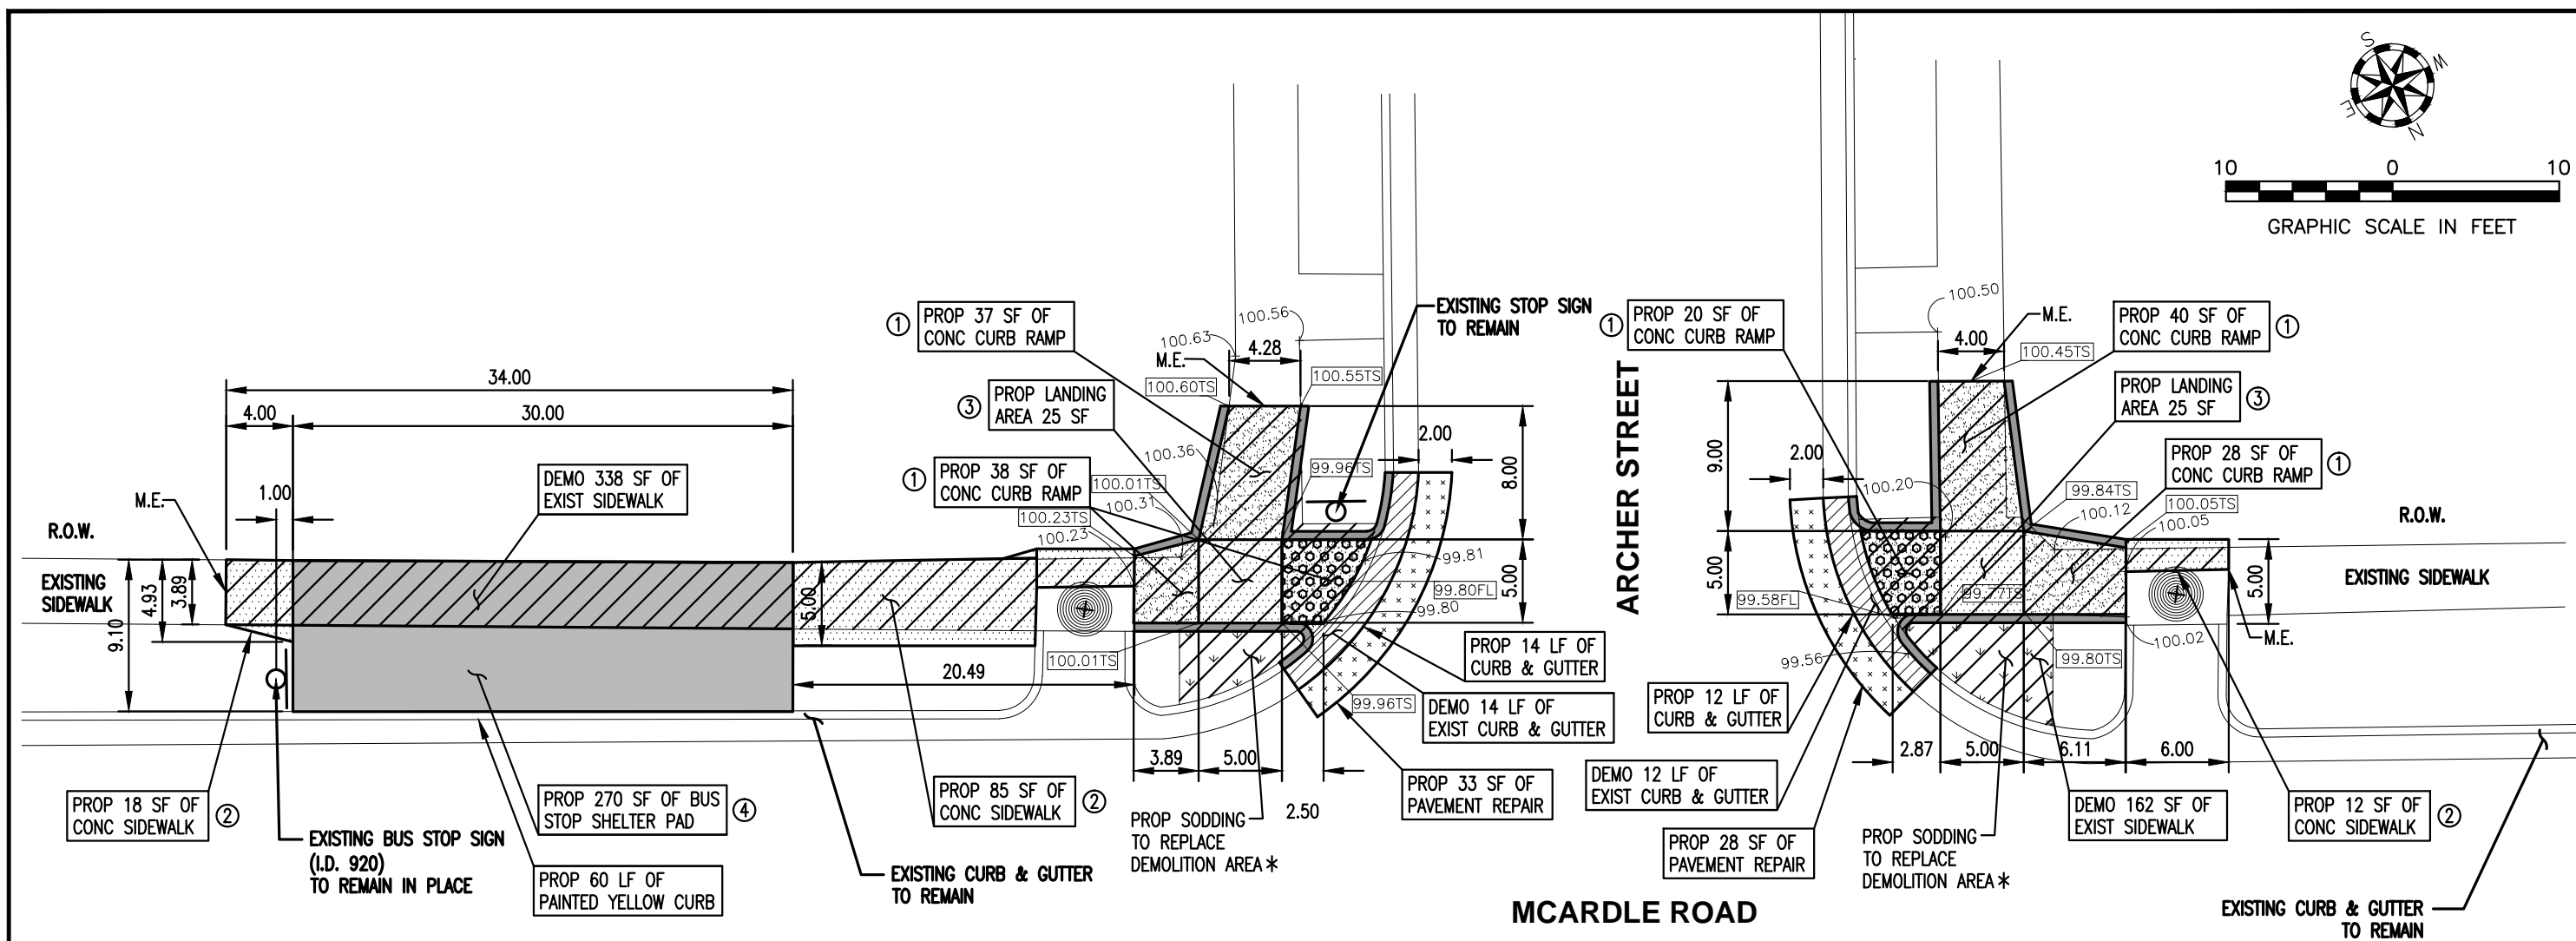 S
W
E
N
10 0 10
GRAPHIC SCALE IN FEET
34.00
4.00
30.00
1.00
M.E.
R.O.W.
EXISTING
SIDEWALK
9.10
4.93
3.89
DEMO 338 SF OF
EXIST SIDEWALK
PROP 18 SF OF
CONC SIDEWALK
②
EXISTING BUS STOP SIGN
(I.D. 920)
TO REMAIN IN PLACE
PROP 270 SF OF BUS
STOP SHELTER PAD
④
PROP 60 LF OF
PAINTED YELLOW CURB
EXISTING CURB & GUTTER
TO REMAIN
5.00
20.49
PROP 85 SF OF
CONC SIDEWALK
②
①
PROP 37 SF OF
CONC CURB RAMP
③
PROP LANDING
AREA 25 SF
①
PROP 38 SF OF
CONC CURB RAMP
100.63
100.56
M.E.
4.28
100.60TS
100.55TS
100.36
100.01TS
100.31
100.23TS
100.23
99.96TS
EXISTING STOP SIGN
TO REMAIN
2.00
8.00
5.00
99.81
99.80FL
99.80
100.01TS
99.96TS
3.89
5.00
2.50
PROP SODDING
TO REPLACE
DEMOLITION AREA*
PROP 14 LF OF
CURB & GUTTER
DEMO 14 LF OF
EXIST CURB & GUTTER
PROP 33 SF OF
PAVEMENT REPAIR
ARCHER STREET
MCARDLE ROAD
①
PROP 20 SF OF
CONC CURB RAMP
100.50
M.E.
4.00
100.45TS
PROP 40 SF OF
CONC CURB RAMP
①
PROP LANDING
AREA 25 SF
③
PROP 28 SF OF
CONC CURB RAMP
①
9.00
5.00
2.00
100.20
99.84TS
100.12
100.05TS
100.05
99.58FL
99.77TS
99.56
99.80TS
100.02
R.O.W.
5.00
EXISTING SIDEWALK
M.E.
2.87
5.00
6.11
6.00
PROP 12 LF OF
CURB & GUTTER
DEMO 12 LF OF
EXIST CURB & GUTTER
PROP 28 SF OF
PAVEMENT REPAIR
PROP SODDING
TO REPLACE
DEMOLITION AREA*
DEMO 162 SF OF
EXIST SIDEWALK
PROP 12 SF OF
CONC SIDEWALK
②
EXISTING CURB & GUTTER
TO REMAIN